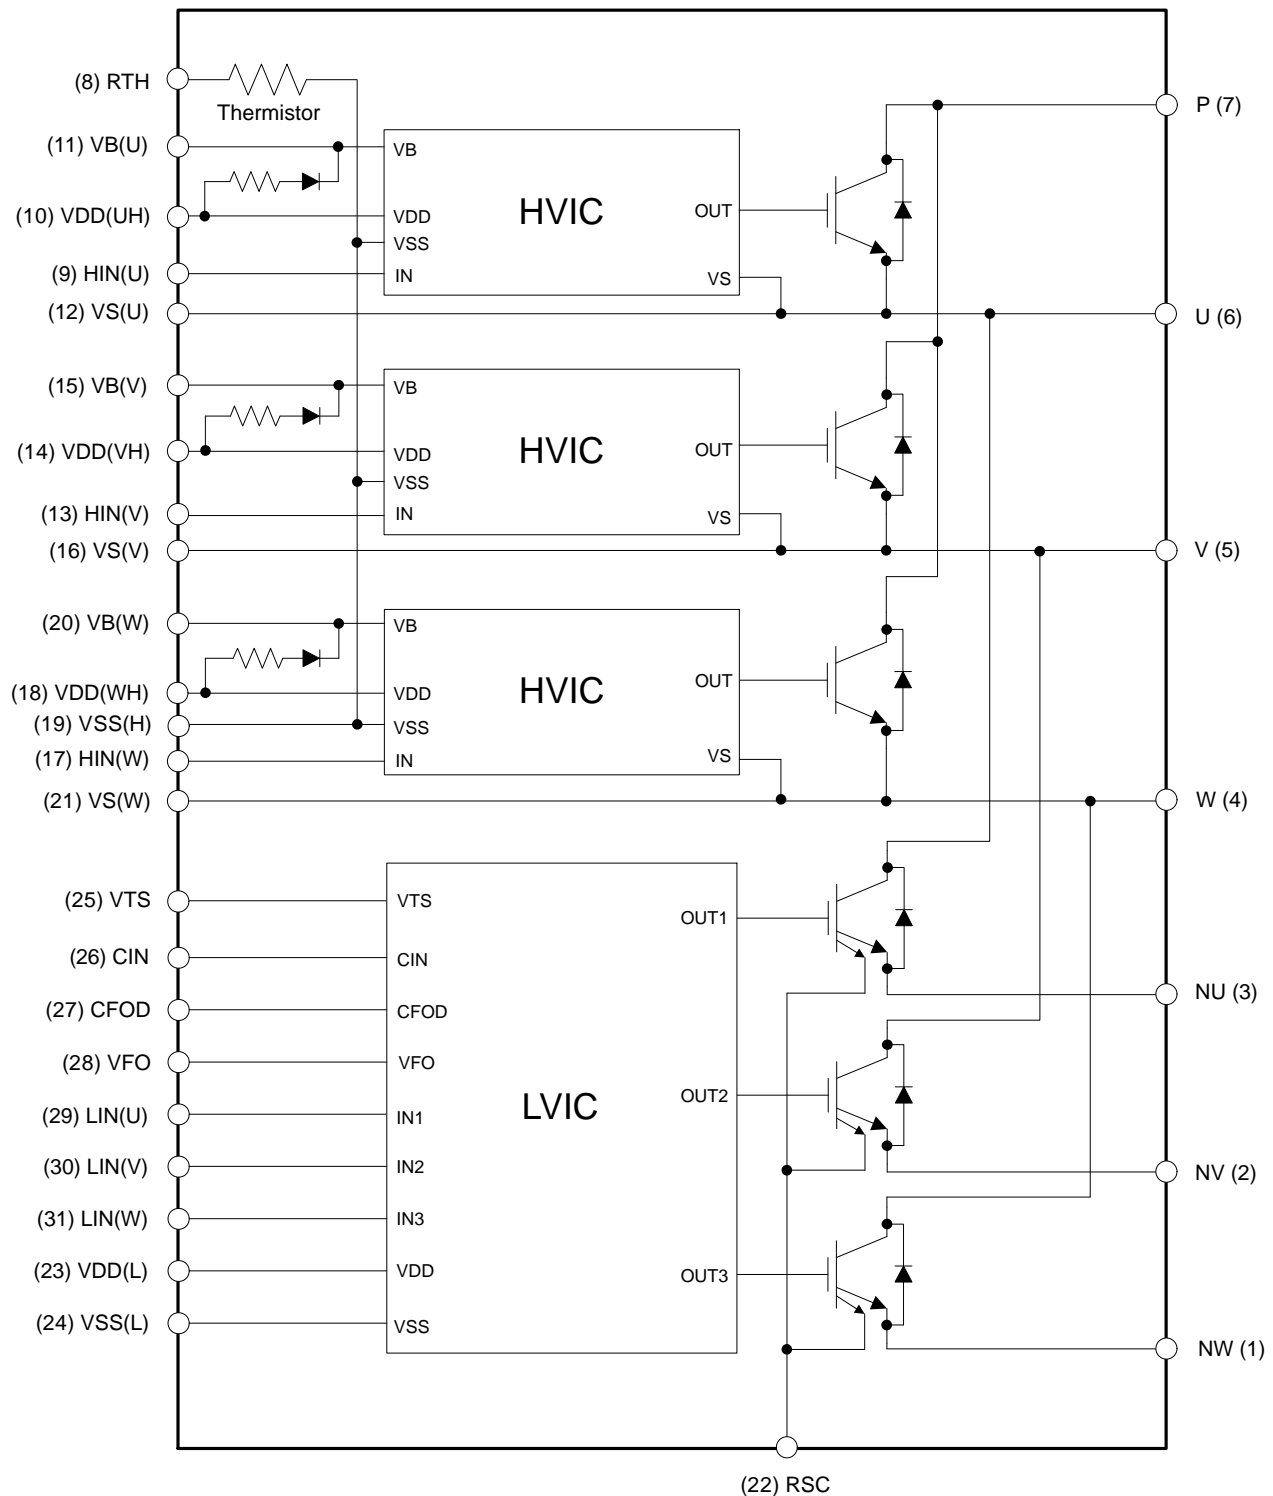 (8) RTH
Thermistor
P (7)
(11) VB(U)
VB
(10) VDD(UH)
VDD
HVIC
OUT
VSS
(9) HIN(U)
IN
VS
(12) VS(U)
U (6)
(15) VB(V)
VB
(14) VDD(VH)
VDD
HVIC
OUT
VSS
(13) HIN(V)
IN
VS
(16) VS(V)
V (5)
(20) VB(W)
VB
(18) VDD(WH)
VDD
HVIC
OUT
(19) VSS(H)
VSS
(17) HIN(W)
IN
VS
(21) VS(W)
W (4)
(25) VTS
VTS
OUT1
(26) CIN
CIN
NU (3)
(27) CFOD
CFOD
(28) VFO
VFO
LVIC
OUT2
(29) LIN(U)
IN1
(30) LIN(V)
IN2
NV (2)
(31) LIN(W)
IN3
(23) VDD(L)
VDD
OUT3
(24) VSS(L)
VSS
NW (1)
(22) RSC